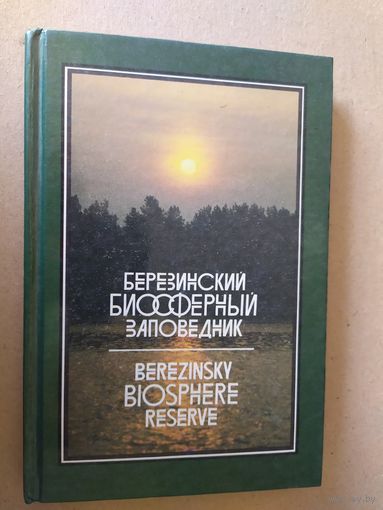 БЕРЕЗИНСКИЙ
БИОСФЕРНЫЙ
ЗАПОВЕДНИК
BEREZINSKY
BIOSPHERE
RESERVE